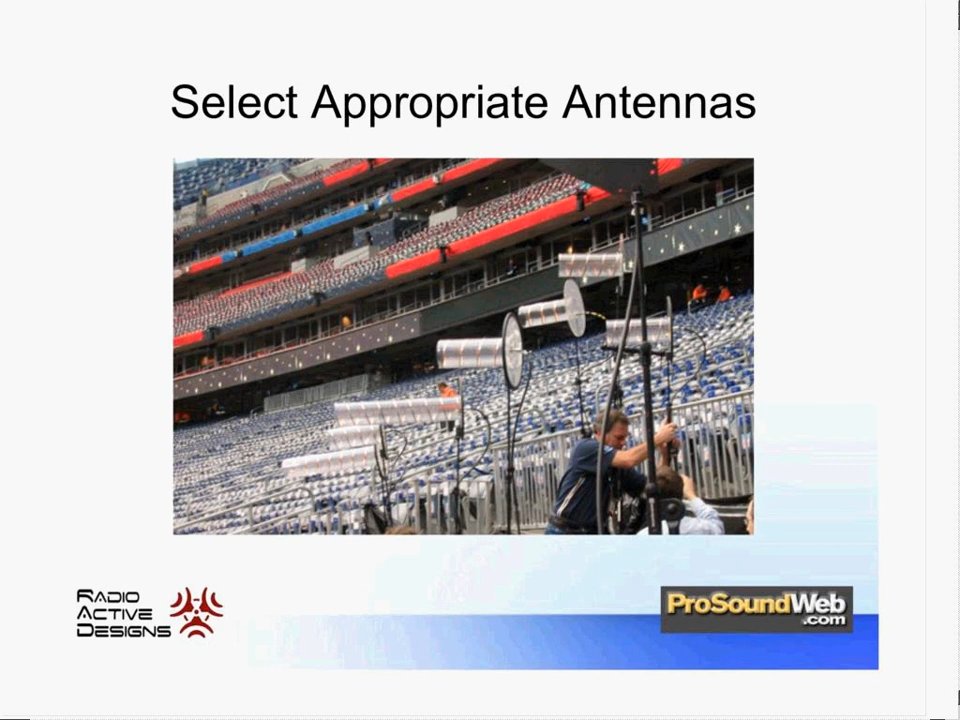 Select Appropriate Antennas
Radio
Active
Designs
ProSoundWeb
.com